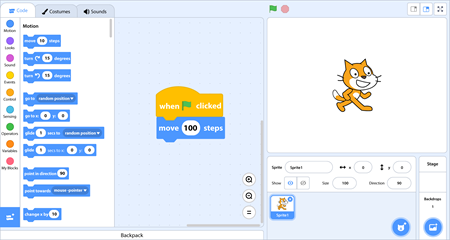 Code
Costumes
Sounds
Motion
Looks
Sound
Events
Control
Sensing
Operators
Variables
My Blocks
Motion
move 10 steps
turn 15 degrees
turn 15 degrees
go to random position
go to x: 0 y: 0
glide 1 secs to random position
glide 1 secs to x: 0 y: 0
point in direction 90
point towards mouse-pointer
change x by 10
when clicked
move 100 steps
Backpack
Sprite Sprite1 x 0 y 0
Show Size 100 Direction 90
Sprite1
Stage
Backdrops
1